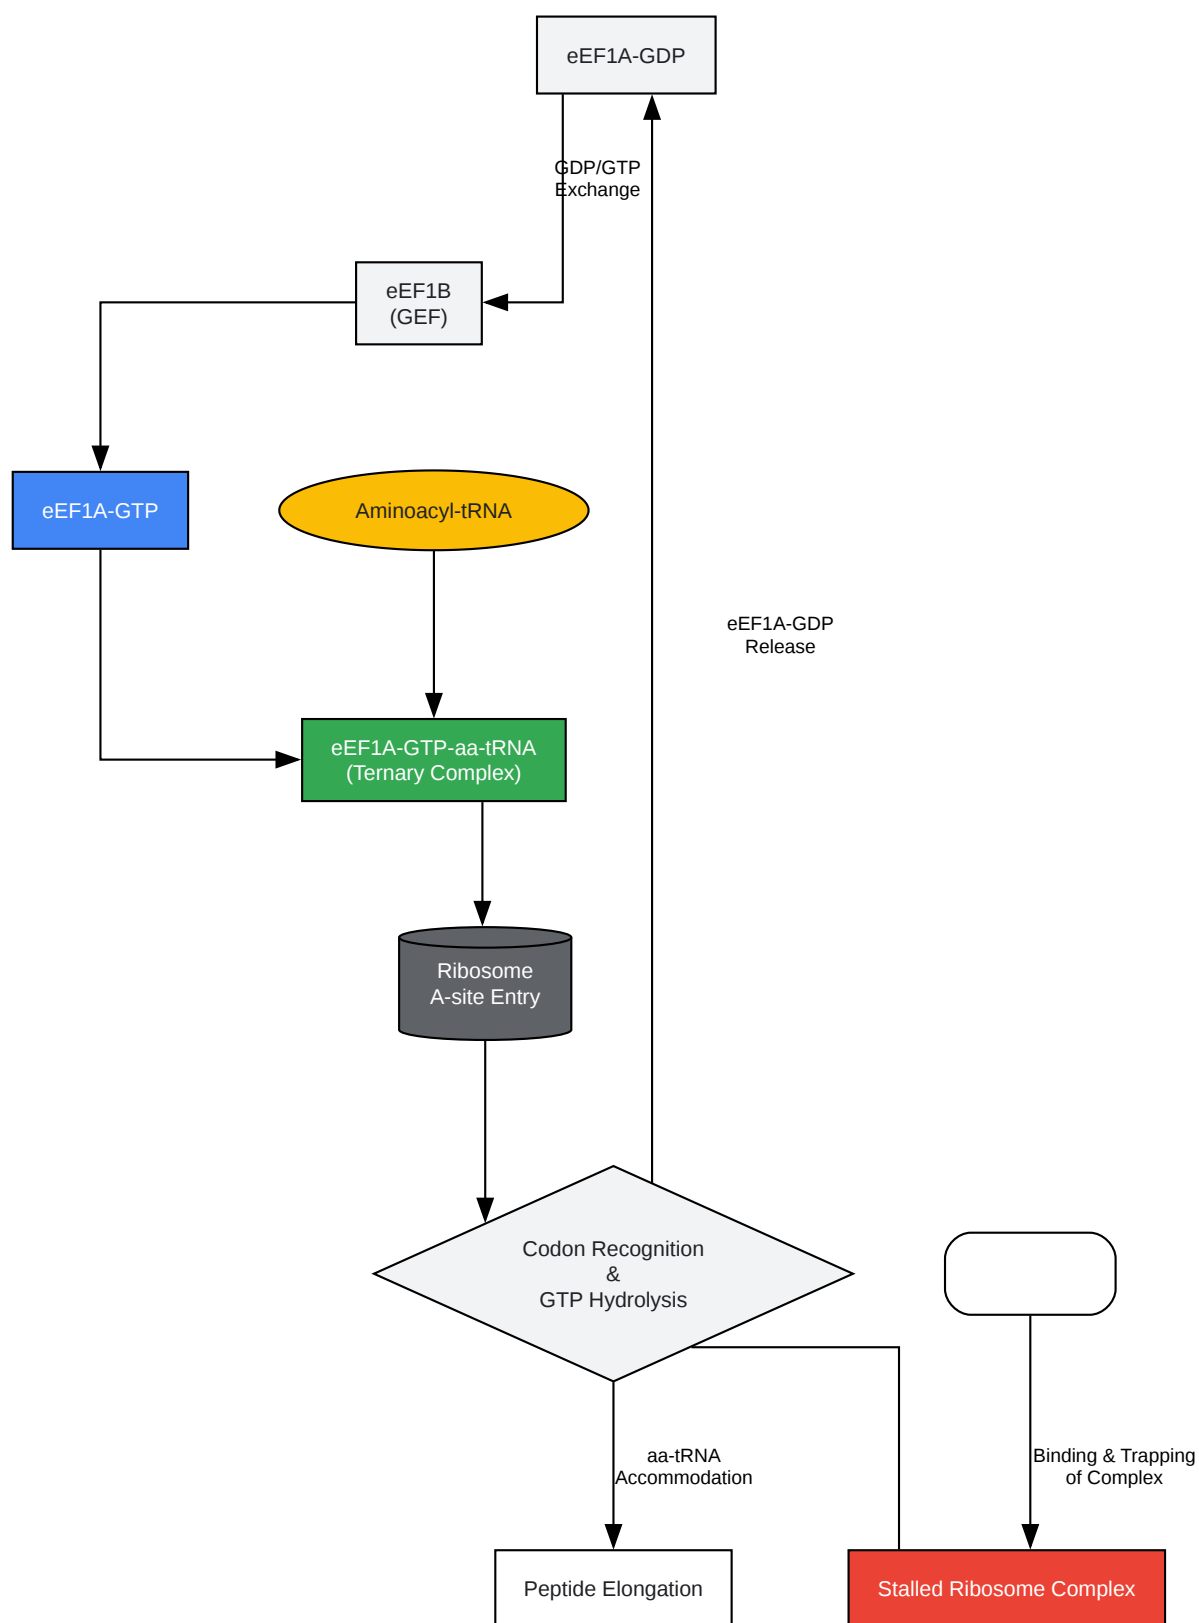 eEF1A-GDP
GDP/GTP
Exchange
eEF1B
(GEF)
eEF1A-GTP
Aminoacyl-tRNA
eEF1A-GDP
Release
eEF1A-GTP-aa-tRNA
(Ternary Complex)
Ribosome
A-site Entry
Codon Recognition
&
GTP Hydrolysis
aa-tRNA
Accommodation
Binding & Trapping
of Complex
Peptide Elongation
Stalled Ribosome Complex